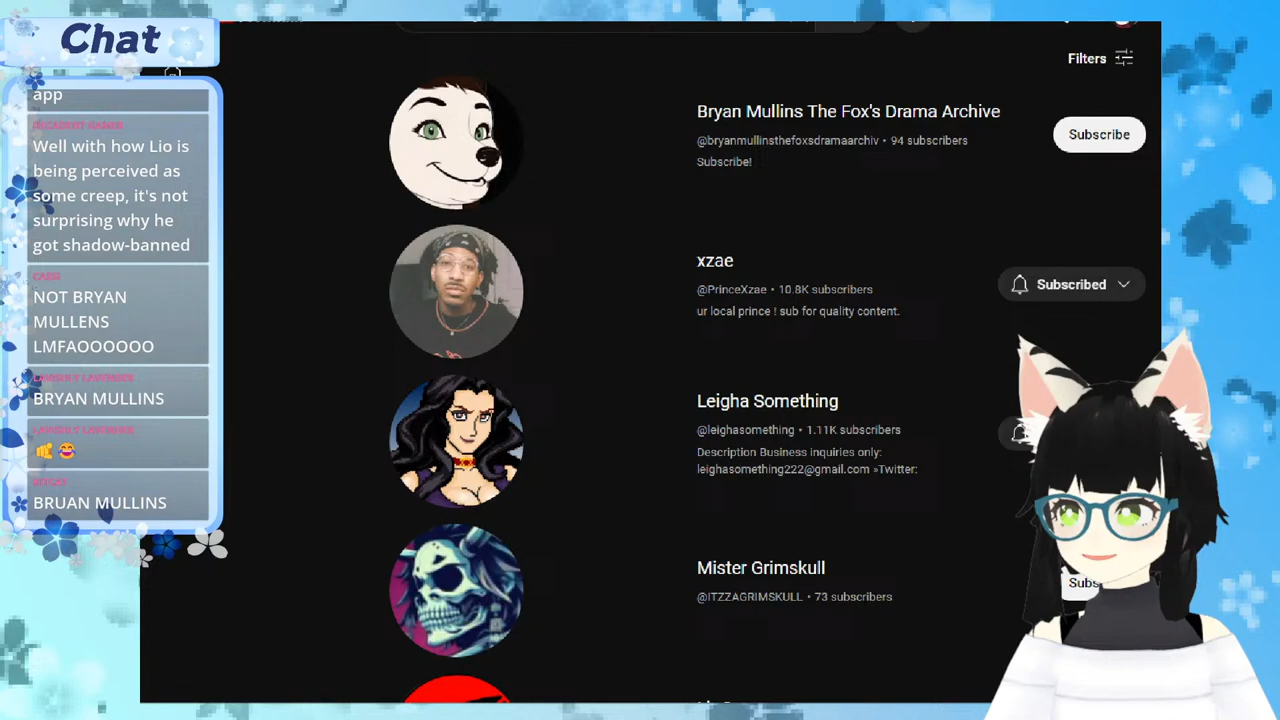 Chat
app
Well with how Lio is
being perceived as
some creep, it's not
surprising why he
got shadow-banned
NOT BRYAN
MULLENS
LMFAOOOOOO
BRYAN MULLINS
BRUAN MULLINS
Filters
Bryan Mullins The Fox's Drama Archive
@bryanmullinsthefoxsdramaarchiv • 94 subscribers
Subscribe!
Subscribe
xzae
@PrinceXzae • 10.8K subscribers
ur local prince ! sub for quality content.
Subscribed
Leigha Something
@leighasomething • 1.11K subscribers
Description Business inquiries only:
leighasomething222@gmail.com »Twitter:
Mister Grimskull
@ITZZAGRIMSKULL • 73 subscribers
Subs